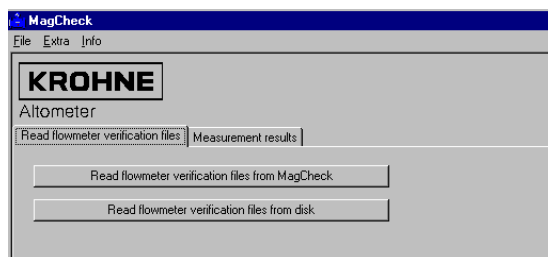 MagCheck
File Extra Info
KROHNE
Altometer
Read flowmeter verification files Measurement results
Read flowmeter verification files from MagCheck
Read flowmeter verification files from disk